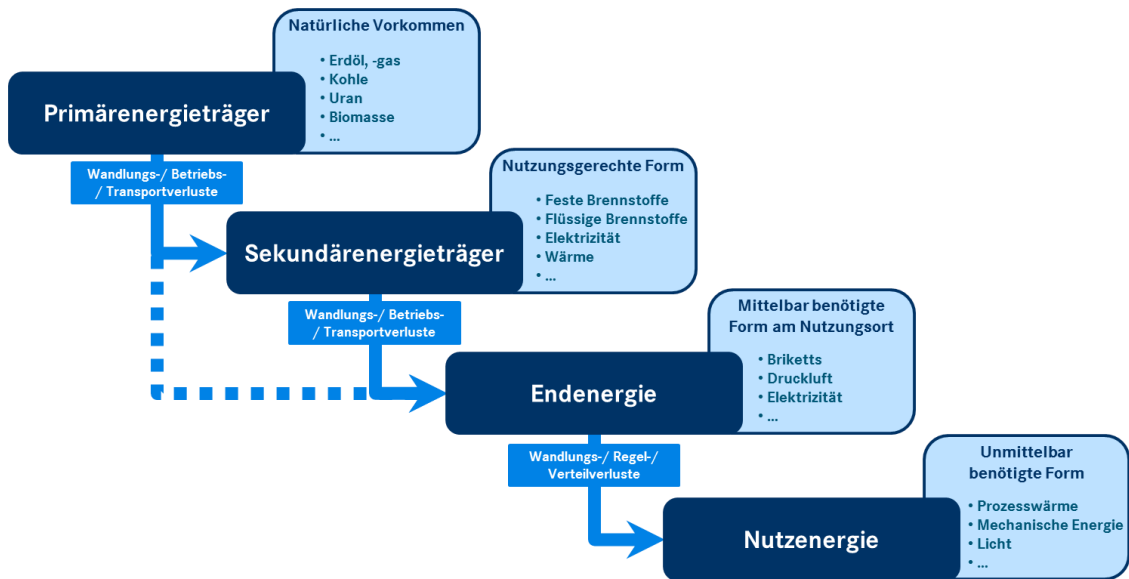 Natürliche Vorkommen
• Erdöl, -gas
• Kohle
• Uran
• Biomasse
• ...
Primärenergieträger
Wandlungs-/ Betriebs-
/ Transportverluste
Nutzungsgerechte Form
• Feste Brennstoffe
• Flüssige Brennstoffe
• Elektrizität
• Wärme
• ...
Sekundärenergieträger
Wandlungs-/ Betriebs-
/ Transportverluste
Mittelbar benötigte
Form am Nutzungsort
• Briketts
• Druckluft
• Elektrizität
• ...
Endenergie
Wandlungs-/ Regel-/
Verteilverluste
Unmittelbar
benötigte Form
• Prozesswärme
• Mechanische Energie
• Licht
• ...
Nutzenergie